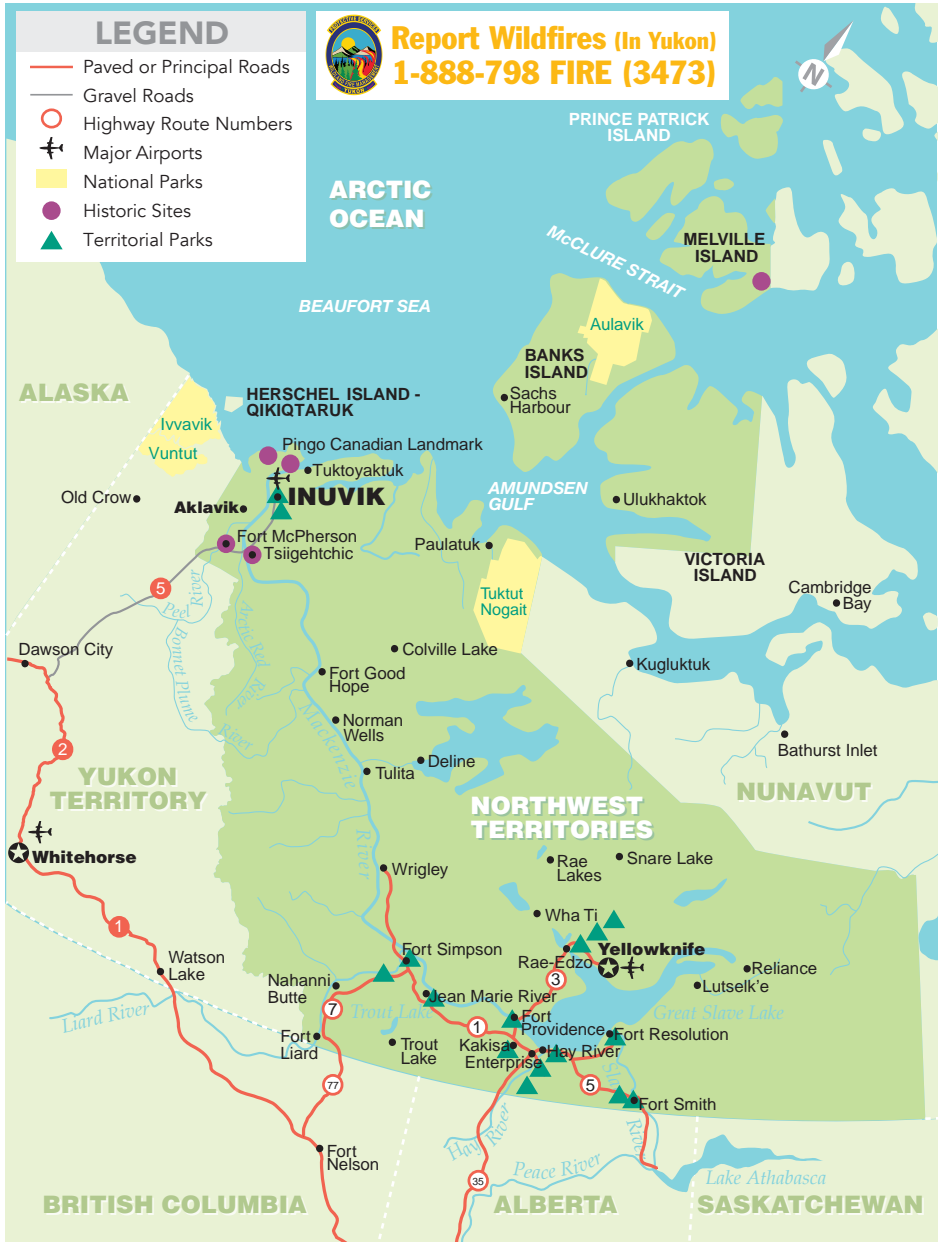 LEGEND
Paved or Principal Roads
Gravel Roads
Highway Route Numbers
Major Airports
National Parks
Historic Sites
Territorial Parks
PROTECTIVE SERVICES
YUKON
Report Wildfires (In Yukon)
1-888-798 FIRE (3473)
N
PRINCE PATRICK
ISLAND
ARCTIC
OCEAN
McCLURE STRAIT
MELVILLE
ISLAND
BEAUFORT SEA
Aulavik
BANKS
ISLAND
Sachs
Harbour
ALASKA
HERSCHEL ISLAND -
QIKIQTARUK
Ivvavik
Vuntut
Pingo Canadian Landmark
Tuktoyaktuk
Old Crow
INUVIK
Aklavik
AMUNDSEN
GULF
Ulukhaktok
Fort McPherson
Tsiigehtchic
Paulatuk
VICTORIA
ISLAND
Tuktut
Nogait
Cambridge
Bay
5
Peel River
Arctic Red
River
Bonnet Plume
River
Dawson City
Colville Lake
Kugluktuk
Fort Good
Hope
Mackenzie
River
Norman
Wells
Bathurst Inlet
2
Deline
Tulita
YUKON
TERRITORY
NORTHWEST
TERRITORIES
NUNAVUT
Whitehorse
Wrigley
Rae
Lakes
Snare Lake
Wha Ti
1
Fort Simpson
Rae-Edzo
Yellowknife
Watson
Lake
Nahanni
Butte
3
Reliance
Lutselk'e
Jean Marie River
7
Trout Lake
1
Fort
Providence
Great Slave Lake
Liard River
Fort
Liard
Trout
Lake
Kakisa
Enterprise
Hay River
Fort Resolution
77
5
Slave
River
Fort Smith
Hay
River
Fort
Nelson
Peace River
35
Lake Athabasca
BRITISH COLUMBIA
ALBERTA
SASKATCHEWAN